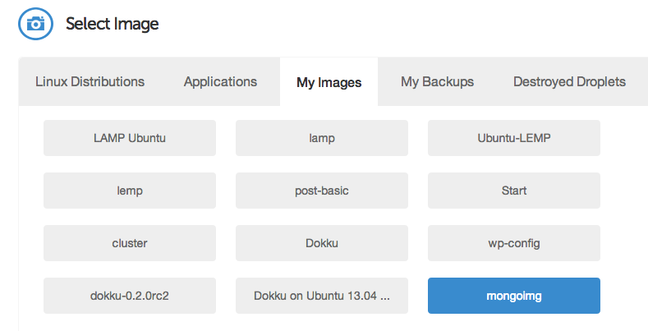 Select Image
Linux Distributions Applications My Images My Backups Destroyed Droplets
LAMP Ubuntu lamp Ubuntu-LEMP
lemp post-basic Start
cluster Dokku wp-config
dokku-0.2.0rc2 Dokku on Ubuntu 13.04 ... mongoImg